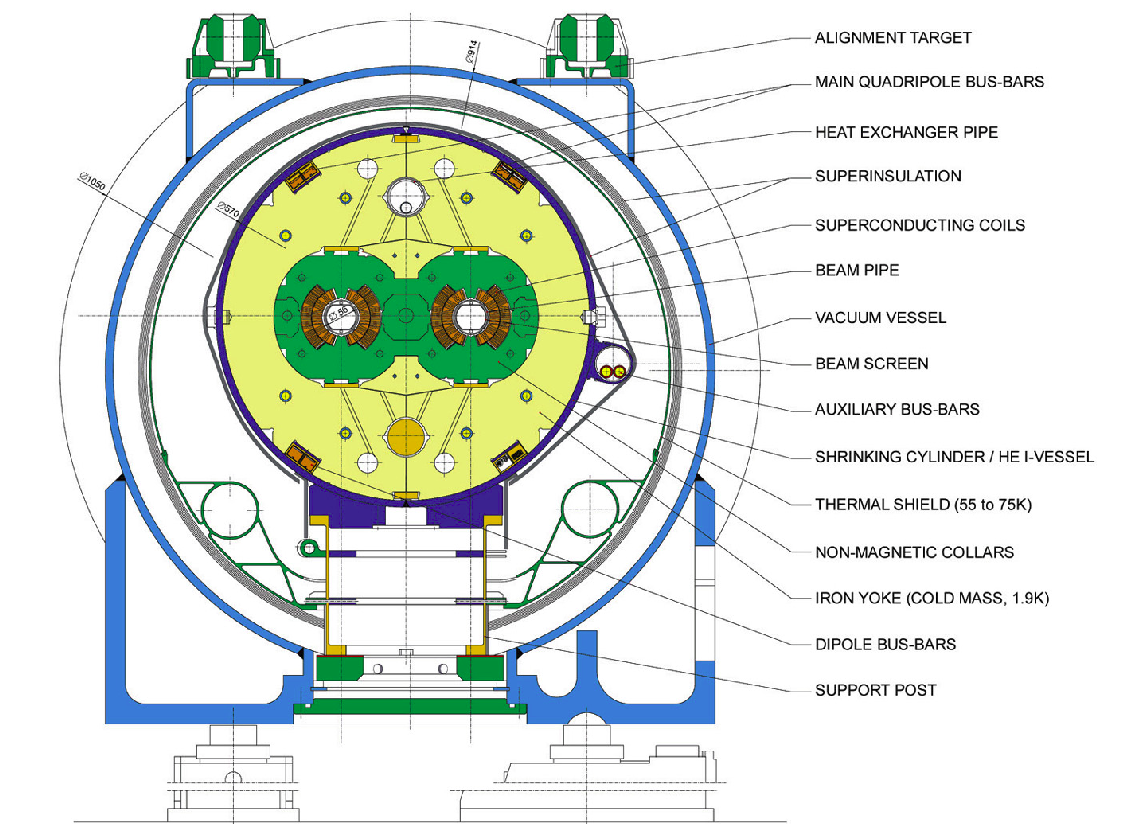 ALIGNMENT TARGET
MAIN QUADRIPOLE BUS-BARS
HEAT EXCHANGER PIPE
SUPERINSULATION
SUPERCONDUCTING COILS
BEAM PIPE
VACUUM VESSEL
BEAM SCREEN
AUXILIARY BUS-BARS
SHRINKING CYLINDER / HE I-VESSEL
THERMAL SHIELD (55 to 75K)
NON-MAGNETIC COLLARS
IRON YOKE (COLD MASS, 1.9K)
DIPOLE BUS-BARS
SUPPORT POST
Ø914
Ø1050
Ø570